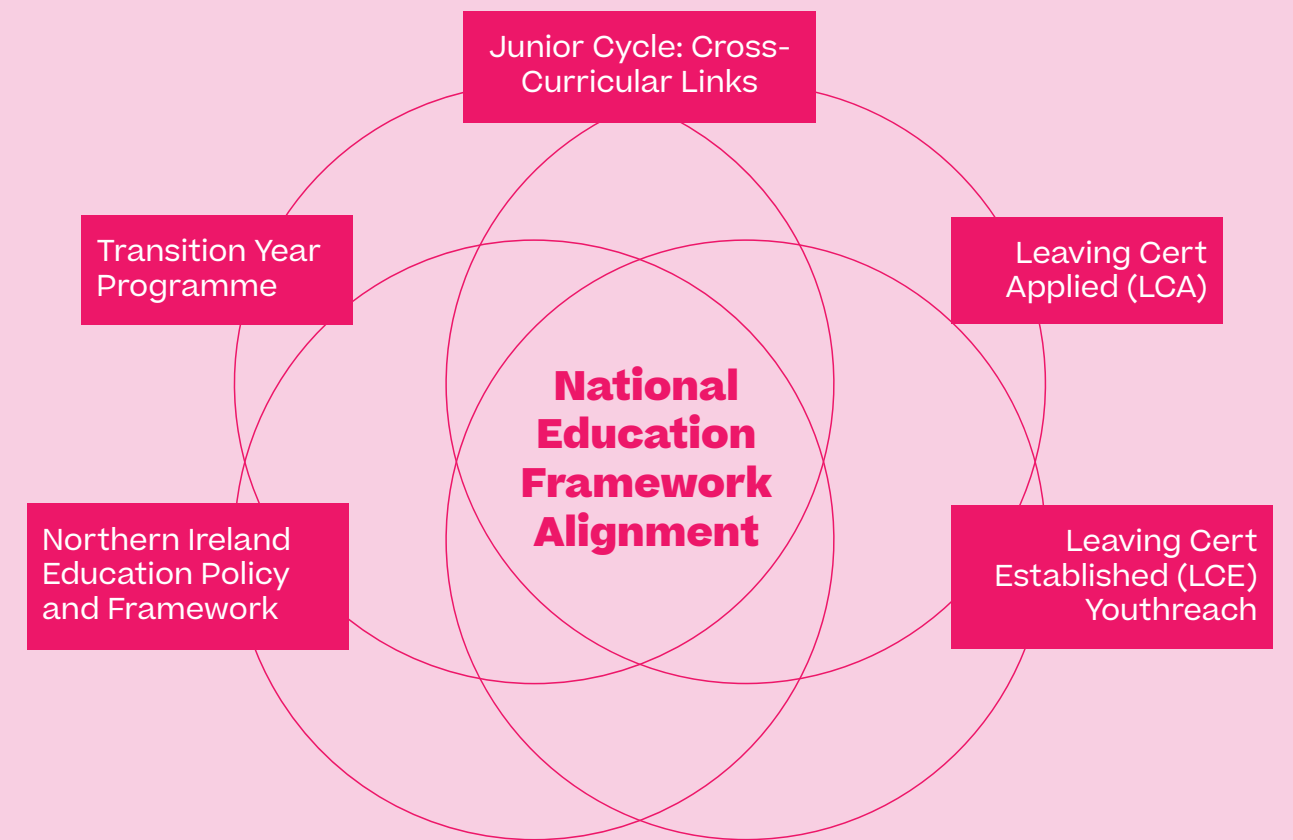 Junior Cycle: Cross-
Curricular Links
Transition Year
Programme
Leaving Cert
Applied (LCA)
National
Education
Framework
Alignment
Northern Ireland
Education Policy
and Framework
Leaving Cert
Established (LCE)
Youthreach